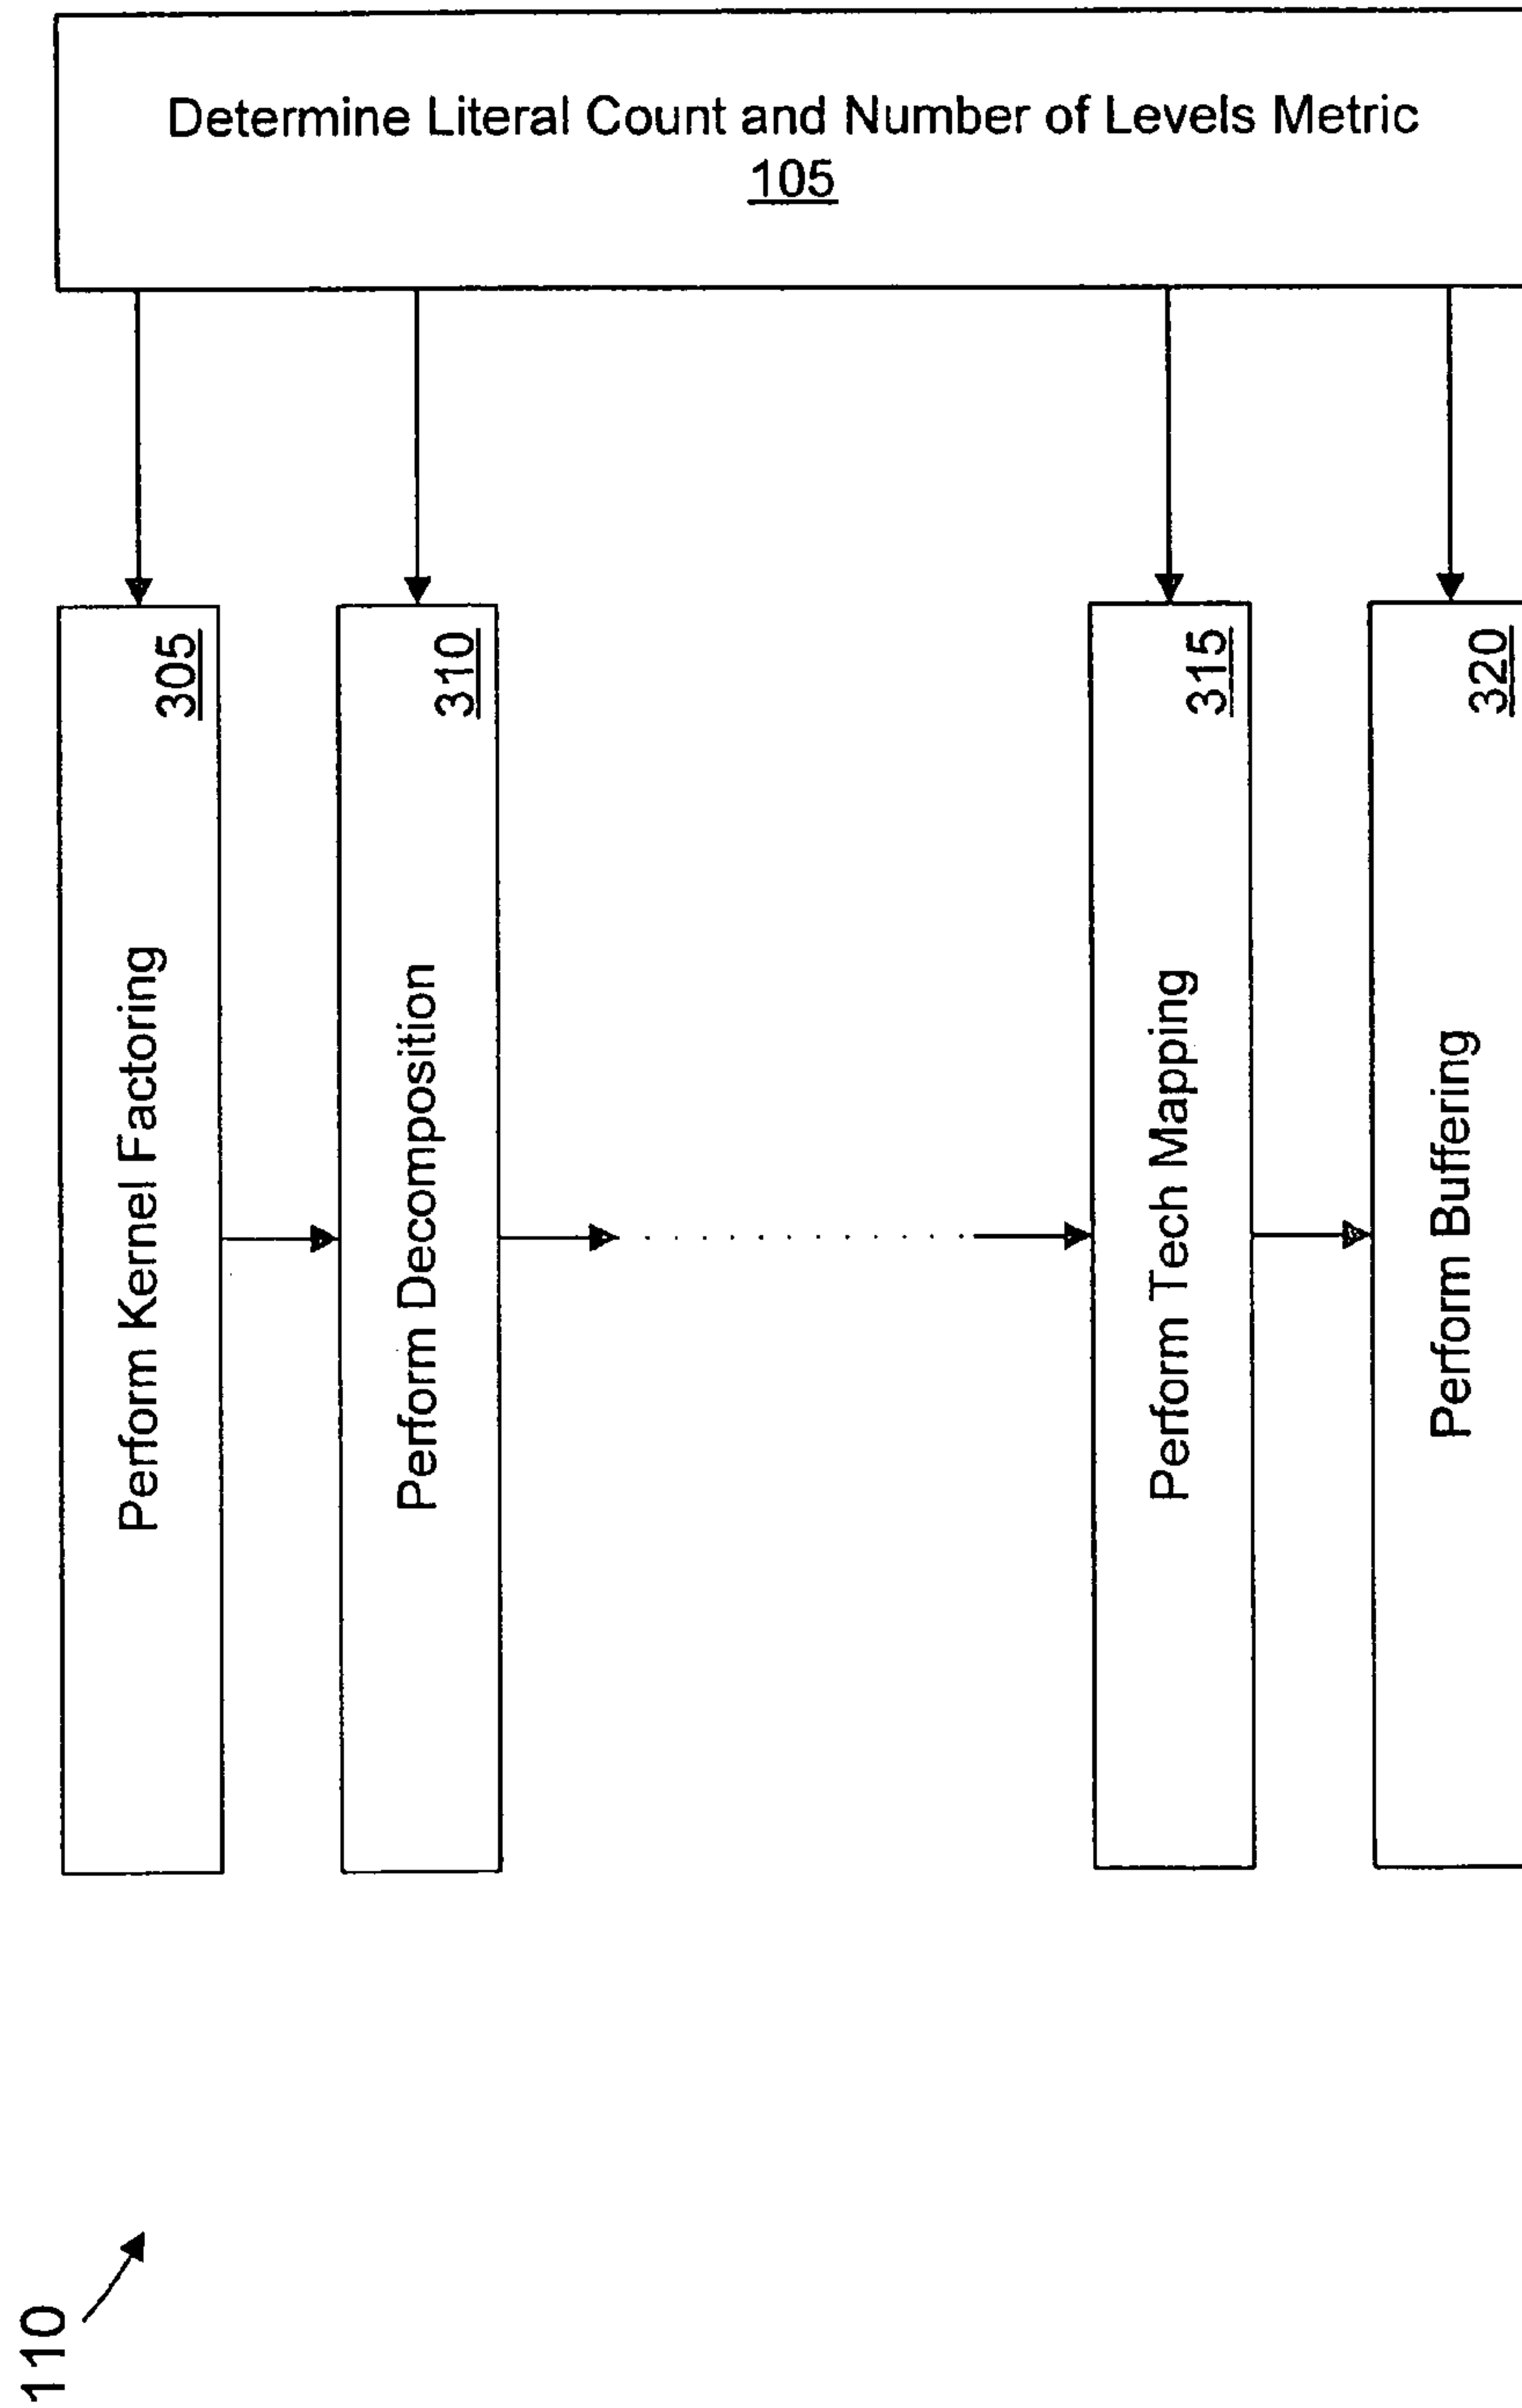 110
Perform Kernel Factoring
305
Perform Decomposition
310
Perform Tech Mapping
315
Perform Buffering
320
Determine Literal Count and Number of Levels Metric
105